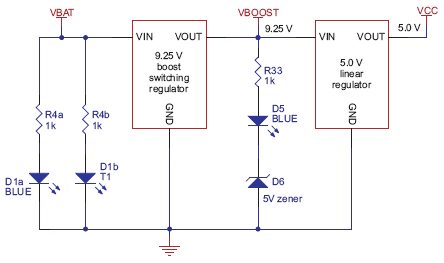 VBAT
VBOOST
VCC
9.25 V
5.0 V
VIN
VOUT
VIN
VOUT
9.25 V
boost
switching
regulator
5.0 V
linear
regulator
R33
1k
R4a
1k
R4b
1k
GND
GND
D5
BLUE
D1a
BLUE
D1b
T1
D6
5V zener